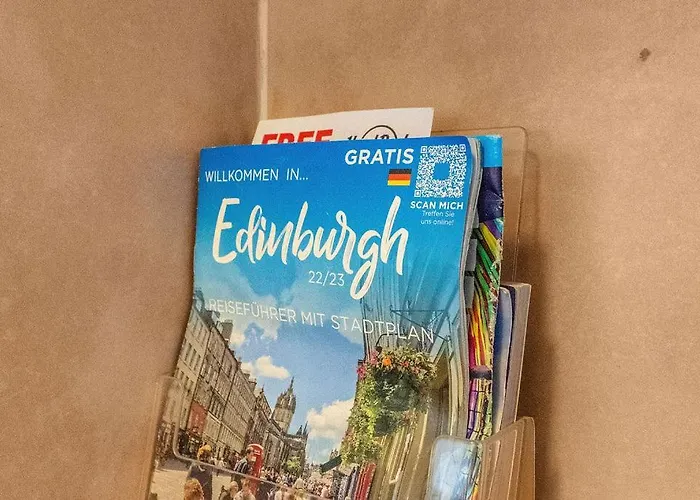 FREE
GRATIS
WILLKOMMEN IN...
SCAN MICH
Treffen Sie
uns online!
Edinburgh
22/23
REISEFÜHRER MIT STADTPLAN